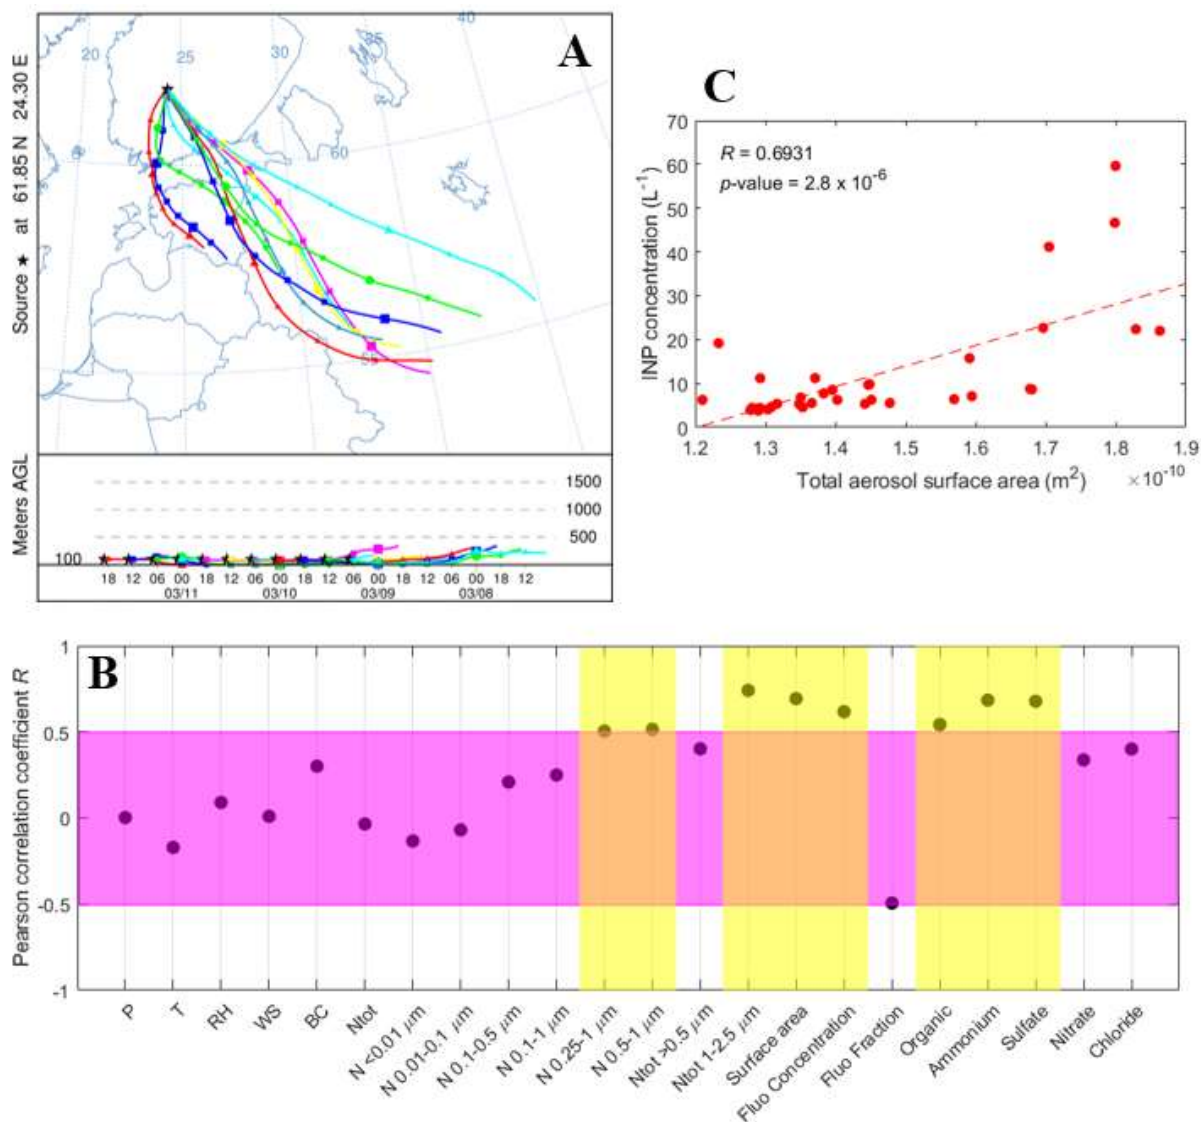 A
Source ★ at 61.85 N 24.30 E
20
25
30
35
40
60
Meters AGL
1500
1000
500
100
18 12 06 00 18 12 06 00 18 12 06 00 18 12 06 00 18 12
03/11 03/10 03/09 03/08
C
R = 0.6931
p-value = 2.8 x 10⁻⁶
INP concentration (L⁻¹)
70
60
50
40
30
20
10
0
1.2 1.3 1.4 1.5 1.6 1.7 1.8 1.9
Total aerosol surface area (m²) ×10⁻¹⁰
B
Pearson correlation coefficient R
1
0.5
0
-0.5
-1
P
T
RH
WS
BC
Ntot
N <0.01 μm
N 0.01-0.1 μm
N 0.1-0.5 μm
N 0.1-1 μm
N 0.25-1 μm
N 0.5-1 μm
Ntot >0.5 μm
Ntot 1-2.5 μm
Surface area
Fluo Concentration
Fluo Fraction
Organic
Ammonium
Sulfate
Nitrate
Chloride